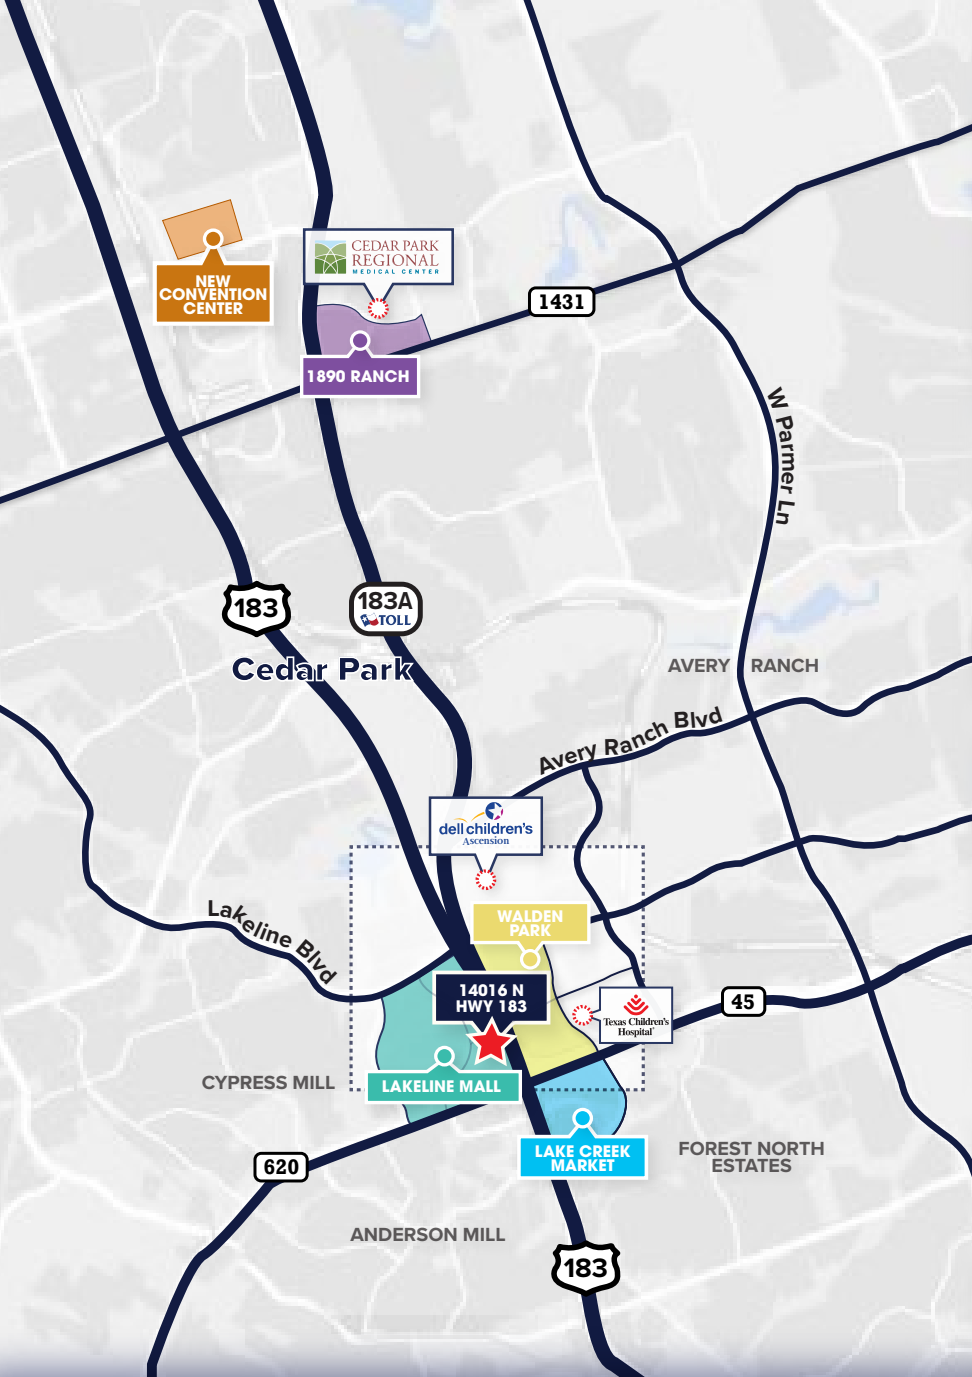 CEDAR PARK
REGIONAL
MEDICAL CENTER
NEW
CONVENTION
CENTER
1431
1890 RANCH
W Parmer Ln
183
183A
TOLL
Cedar Park
AVERY RANCH
Avery Ranch Blvd
dell children's
Ascension
Lakeline Blvd
WALDEN
PARK
14016 N
HWY 183
45
Texas Children's
Hospital
CYPRESS MILL
LAKELINE MALL
620
LAKE CREEK
MARKET
FOREST NORTH
ESTATES
ANDERSON MILL
183